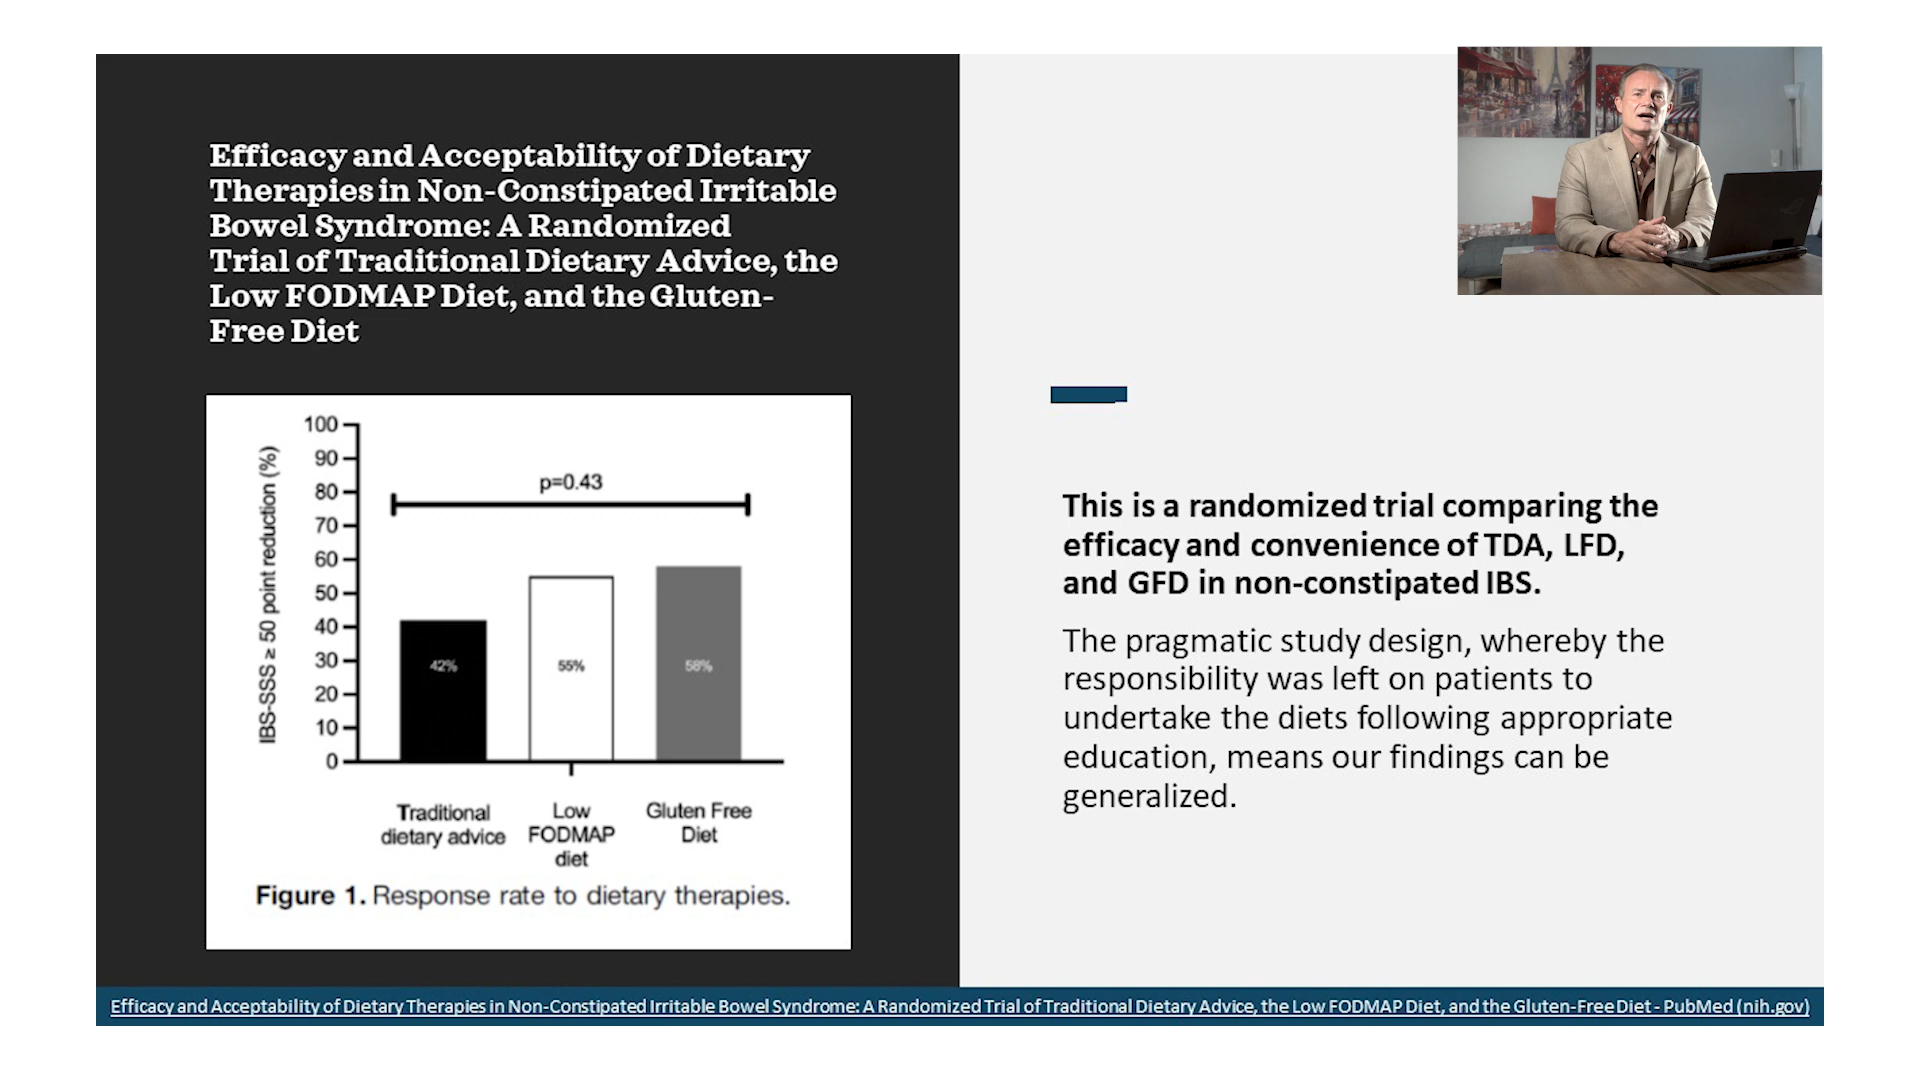 Efficacy and Acceptability of Dietary
Therapies in Non-Constipated Irritable
Bowel Syndrome: A Randomized
Trial of Traditional Dietary Advice, the
Low FODMAP Diet, and the Gluten-
Free Diet
IBS-SSS ≥ 50 point reduction (%)
100
90
80
70
60
50
40
30
20
10
0
p=0.43
42%
55%
58%
Traditional
dietary advice
Low
FODMAP
diet
Gluten Free
Diet
Figure 1. Response rate to dietary therapies.
This is a randomized trial comparing the
efficacy and convenience of TDA, LFD,
and GFD in non-constipated IBS.
The pragmatic study design, whereby the
responsibility was left on patients to
undertake the diets following appropriate
education, means our findings can be
generalized.
Efficacy and Acceptability of Dietary Therapies in Non-Constipated Irritable Bowel Syndrome: A Randomized Trial of Traditional Dietary Advice, the Low FODMAP Diet, and the Gluten-Free Diet - PubMed (nih.gov)